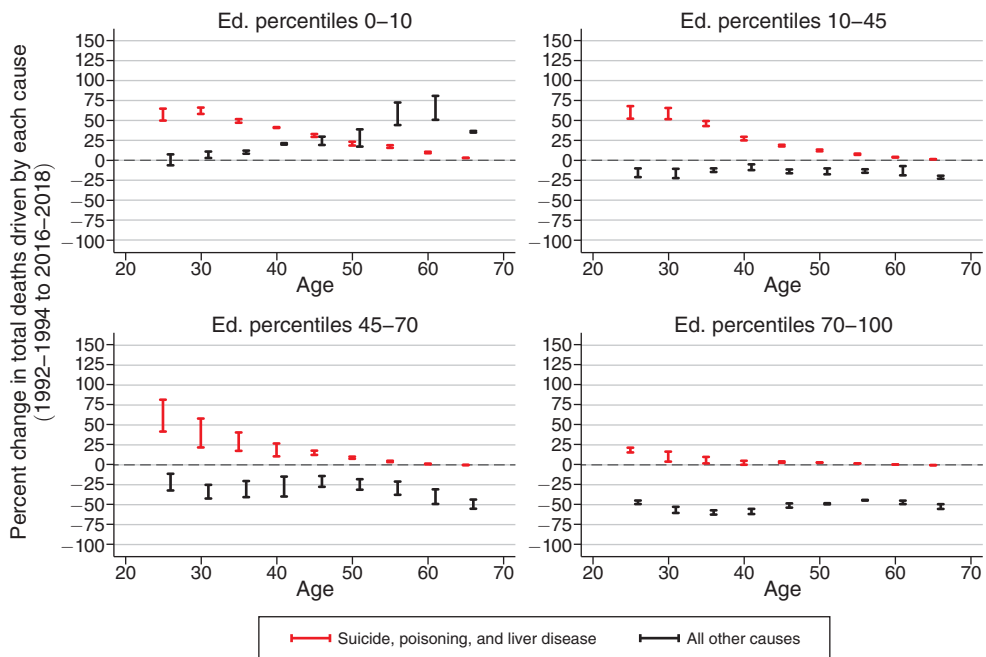 Percent change in total deaths driven by each cause
(1992–1994 to 2016–2018)
Ed. percentiles 0–10
150
125
100
75
50
25
0
−25
−50
−75
−100
20 30 40 50 60 70
Age
Ed. percentiles 10–45
150
125
100
75
50
25
0
−25
−50
−75
−100
20 30 40 50 60 70
Age
Ed. percentiles 45–70
150
125
100
75
50
25
0
−25
−50
−75
−100
20 30 40 50 60 70
Age
Ed. percentiles 70–100
150
125
100
75
50
25
0
−25
−50
−75
−100
20 30 40 50 60 70
Age
Suicide, poisoning, and liver disease All other causes